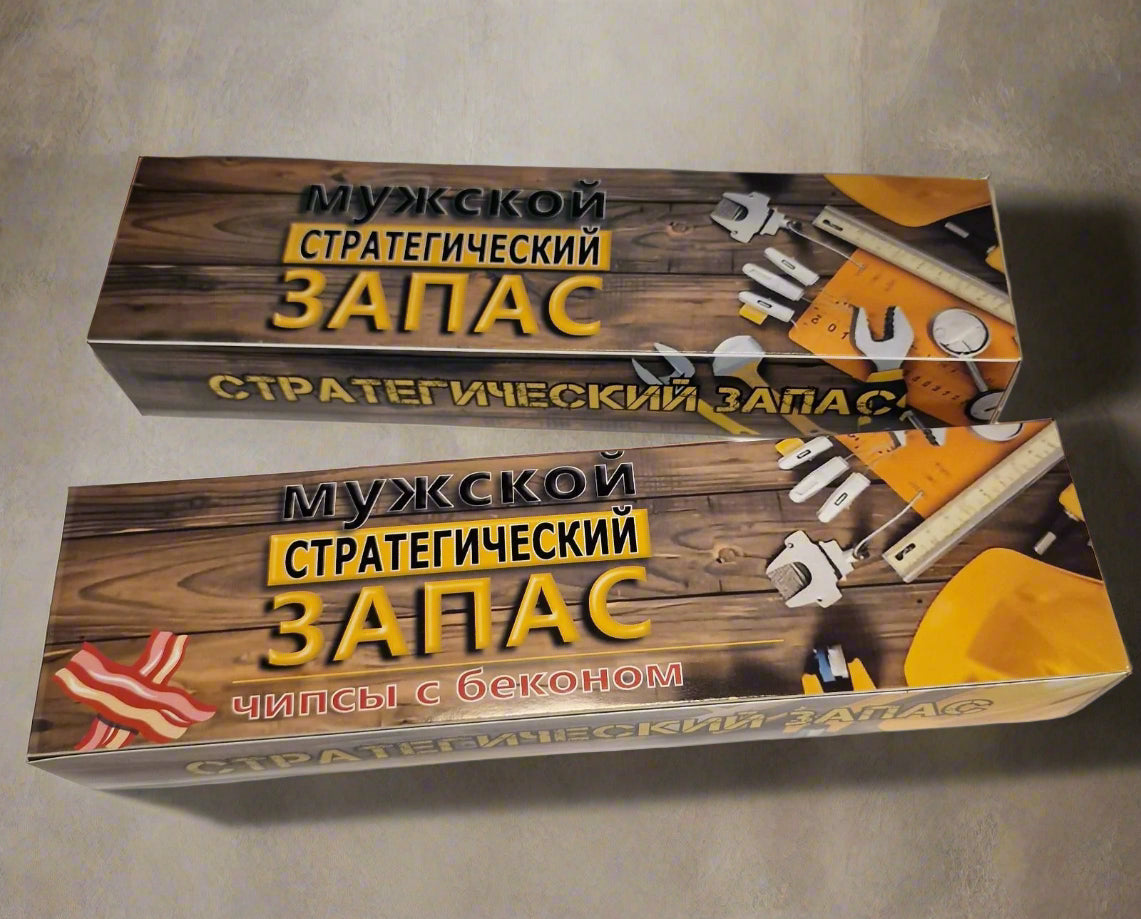 мужской
СТРАТЕГИЧЕСКИЙ
ЗАПАС
СТРАТЕГИЧЕСКИЙ ЗАПАС
мужской
СТРАТЕГИЧЕСКИЙ
ЗАПАС
чипсы с беконом
СТРАТЕГИЧЕСКИЙ ЗАПАС